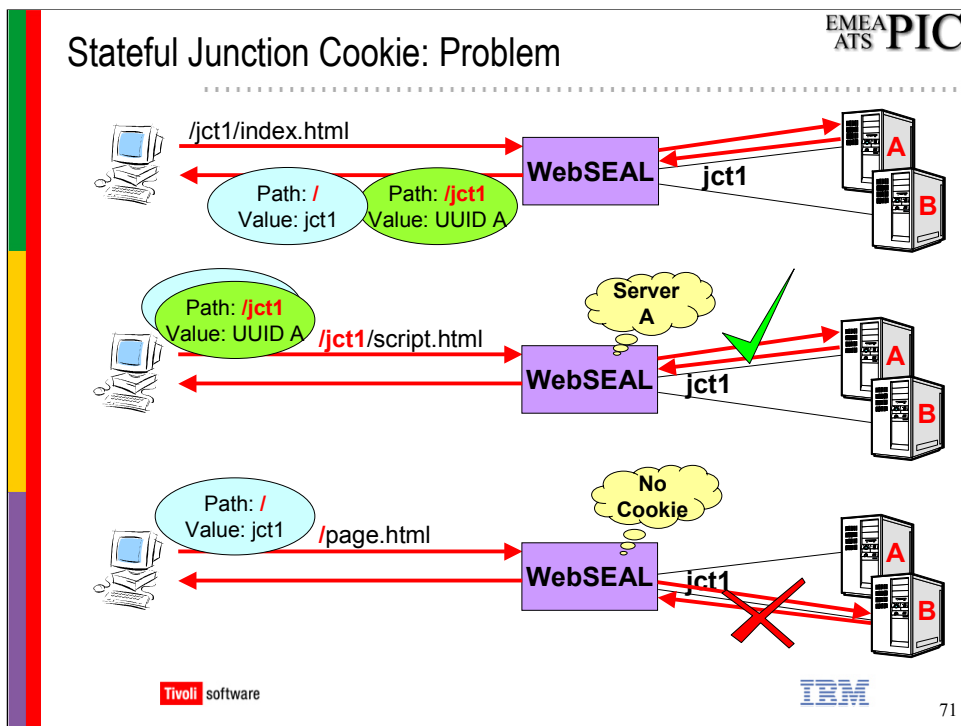 Stateful Junction Cookie: Problem
EMEA
ATS PIC
/jct1/index.html
Path: /
Value: jct1
Path: /jct1
Value: UUID A
WebSEAL
jct1
A
B
Path: /jct1
Value: UUID A
/jct1/script.html
Server
A
WebSEAL
jct1
A
B
Path: /
Value: jct1
/page.html
No
Cookie
WebSEAL
jct1
A
B
Tivoli software
IBM
71